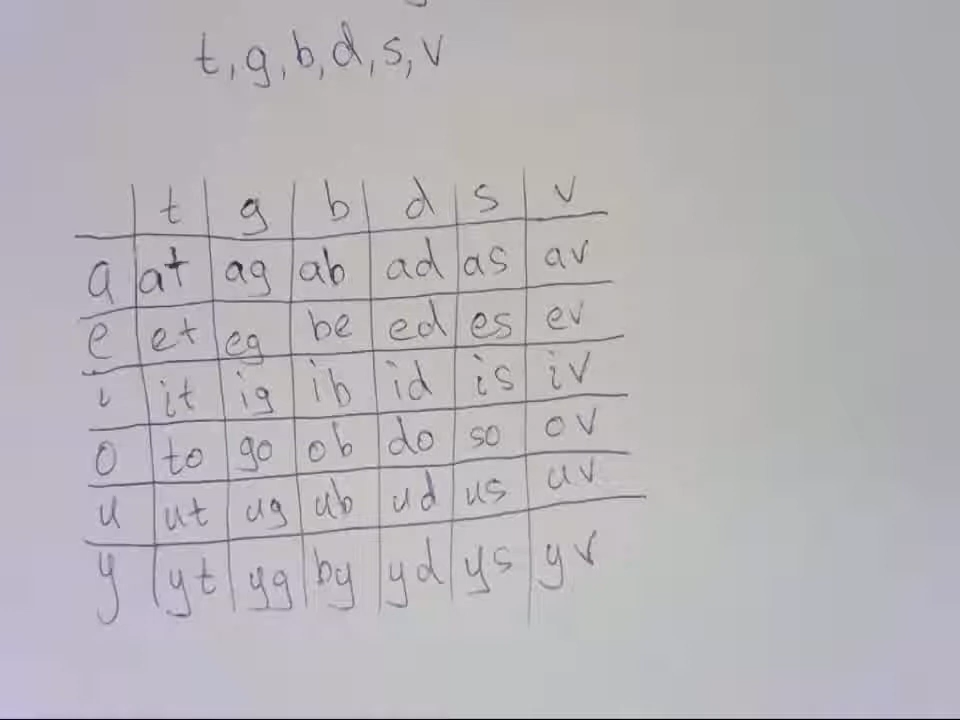 t, g, b, d, s, v
t g b d s v
a at ag ab ad as av
e et eg be ed es ev
i it ig ib id is iv
o to go ob do so ov
u ut ug ub ud us uv
y yt yg by yd ys yv